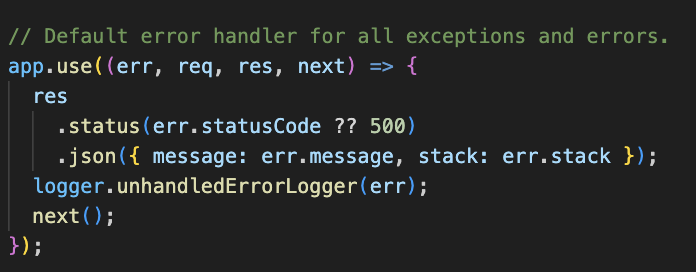 // Default error handler for all exceptions and errors.
app.use((err, req, res, next) => {
  res
    .status(err.statusCode ?? 500)
    .json({ message: err.message, stack: err.stack });
  logger.unhandledErrorLogger(err);
  next();
});